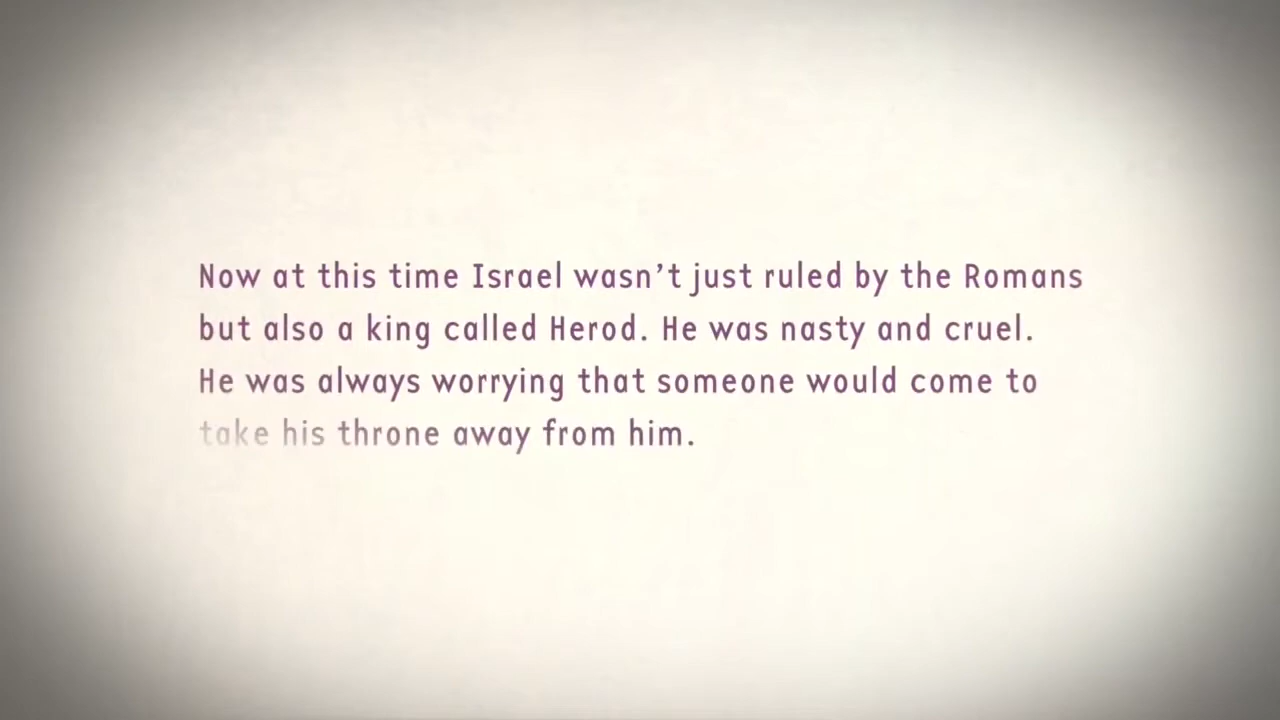 Now at this time Israel wasn’t just ruled by the Romans
but also a king called Herod. He was nasty and cruel.
He was always worrying that someone would come to
take his throne away from him.